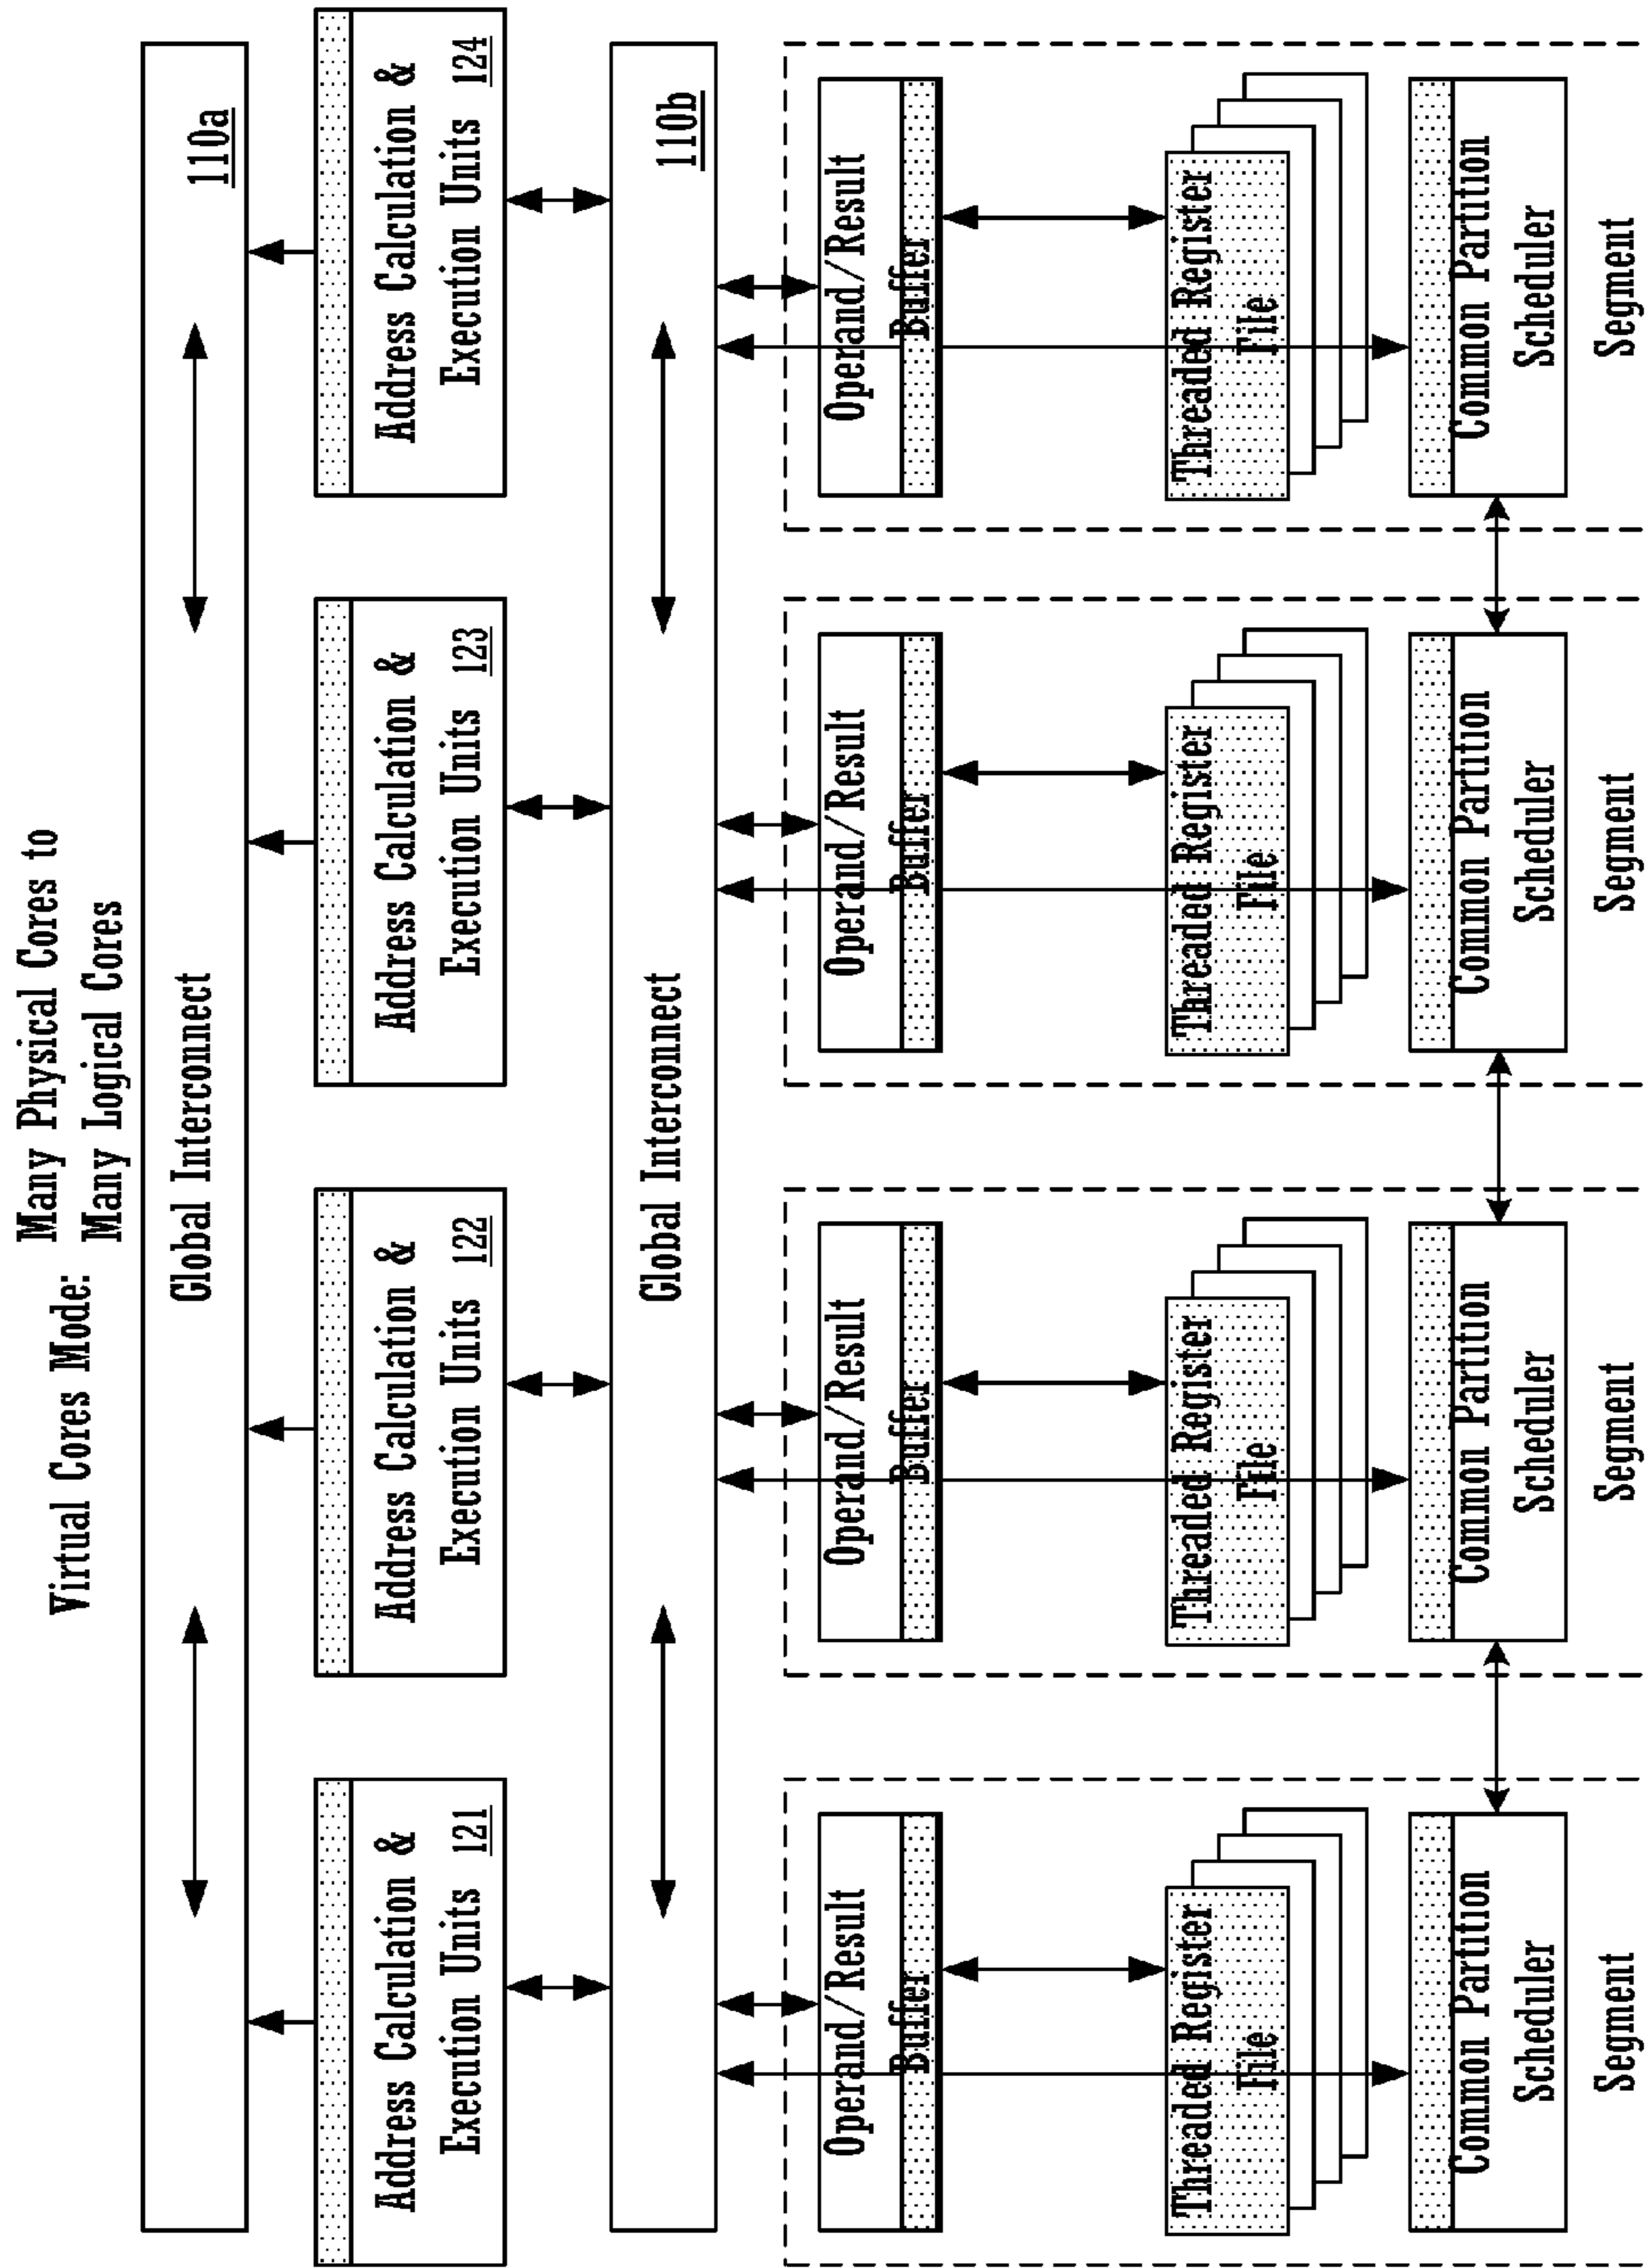 Virtual Cores Mode: Many Physical Cores to
Many Logical Cores
Global Interconnect 110a
Address Calculation &
Execution Units 121
Address Calculation &
Execution Units 122
Address Calculation &
Execution Units 123
Address Calculation &
Execution Units 124
Global Interconnect 110b
Operand/Result
Buffer
Threaded Register
File
Common Partition
Scheduler
Segment
Operand/Result
Buffer
Threaded Register
File
Common Partition
Scheduler
Segment
Operand/Result
Buffer
Threaded Register
File
Common Partition
Scheduler
Segment
Operand/Result
Buffer
Threaded Register
File
Common Partition
Scheduler
Segment